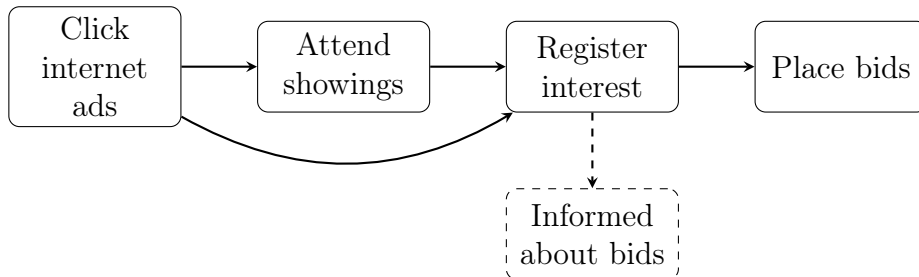 Click
internet
ads
Attend
showings
Register
interest
Place bids
Informed
about bids